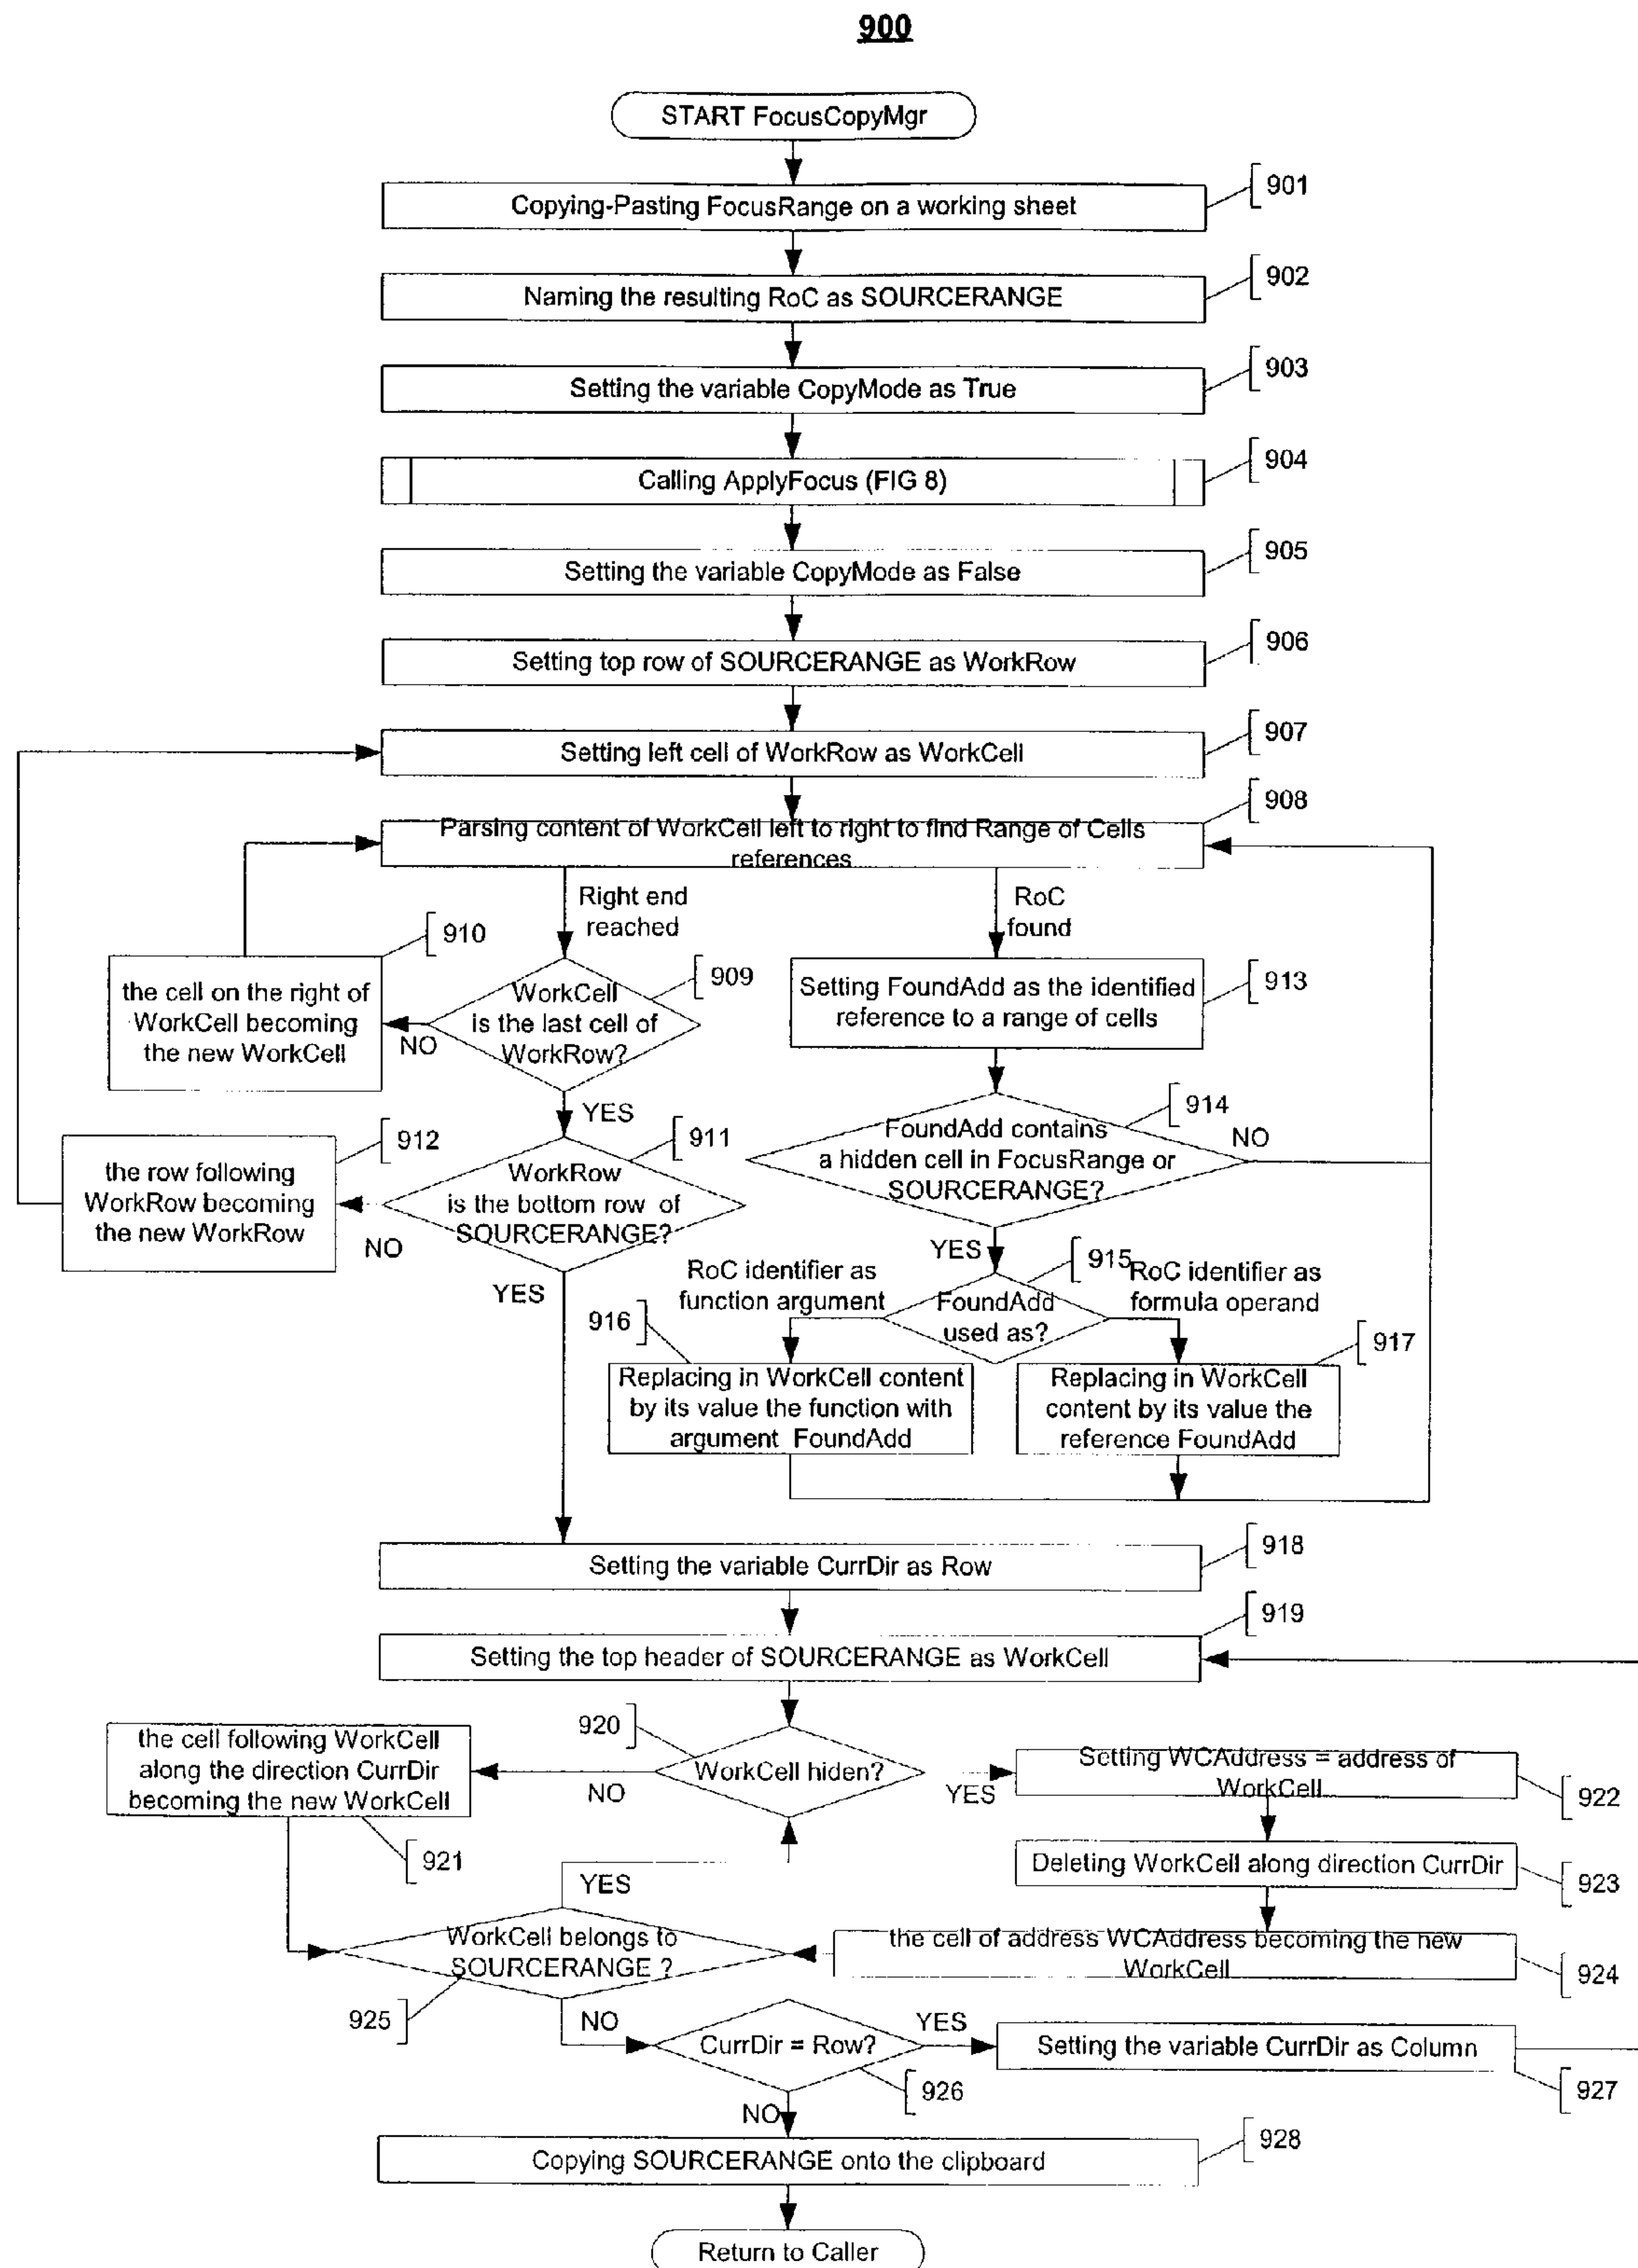 900
START FocusCopyMgr
901
Copying-Pasting FocusRange on a working sheet
902
Naming the resulting RoC as SOURCERANGE
903
Setting the variable CopyMode as True
904
Calling ApplyFocus (FIG 8)
905
Setting the variable CopyMode as False
906
Setting top row of SOURCERANGE as WorkRow
907
Setting left cell of WorkRow as WorkCell
908
Parsing content of WorkCell left to right to find Range of Cells
references
Right end
reached
RoC
found
910
the cell on the right of
WorkCell becoming
the new WorkCell
909
WorkCell
is the last cell of
WorkRow?
NO
YES
913
Setting FoundAdd as the identified
reference to a range of cells
914
FoundAdd contains
a hidden cell in FocusRange or
SOURCERANGE?
NO
YES
912
the row following
WorkRow becoming
the new WorkRow
911
WorkRow
is the bottom row of
SOURCERANGE?
NO
YES
915
RoC identifier as
function argument
FoundAdd
used as?
RoC identifier as
formula operand
916
Replacing in WorkCell content
by its value the function with
argument FoundAdd
917
Replacing in WorkCell
content by its value the
reference FoundAdd
918
Setting the variable CurrDir as Row
919
Setting the top header of SOURCERANGE as WorkCell
920
WorkCell hiden?
NO
YES
the cell following WorkCell
along the direction CurrDir
becoming the new WorkCell
921
Setting WCAddress = address of
WorkCell
922
Deleting WorkCell along direction CurrDir
923
the cell of address WCAddress becoming the new
WorkCell
924
YES
WorkCell belongs to
SOURCERANGE ?
925
NO
CurrDir = Row?
926
YES
Setting the variable CurrDir as Column
927
NO
Copying SOURCERANGE onto the clipboard
928
Return to Caller